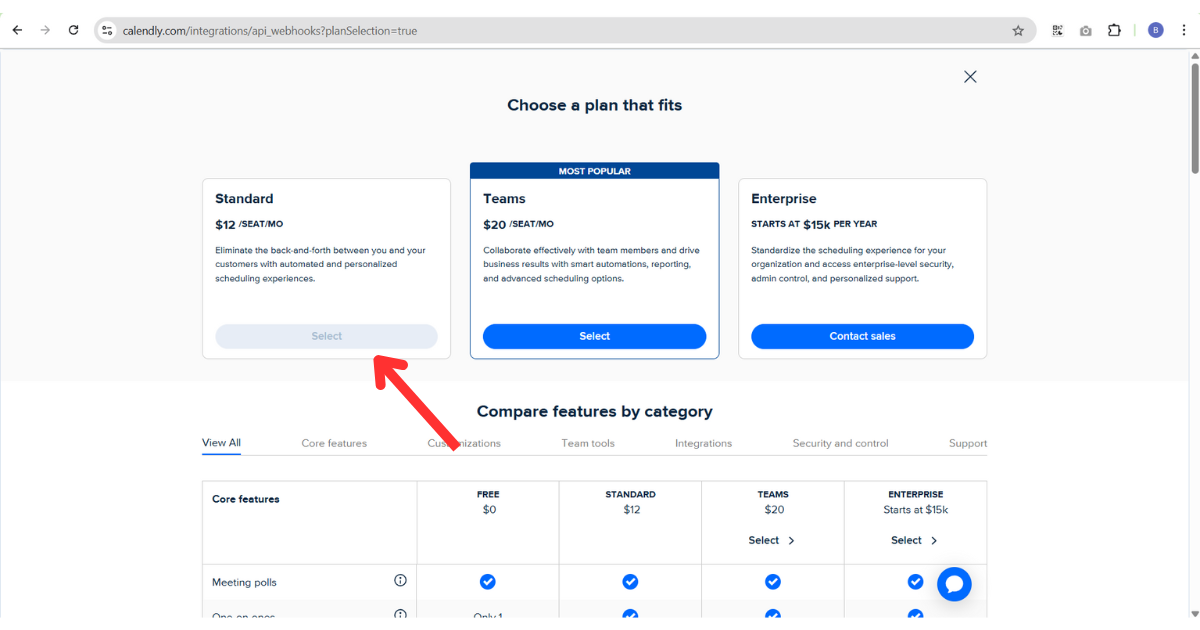 calendly.com/integrations/api_webhooks?planSelection=true
B
Choose a plan that fits
MOST POPULAR
Standard
$12 /SEAT/MO
Eliminate the back-and-forth between you and your
customers with automated and personalized
scheduling experiences.
Select
Teams
$20 /SEAT/MO
Collaborate effectively with team members and drive
business results with smart automations, reporting,
and advanced scheduling options.
Select
Enterprise
STARTS AT $15k PER YEAR
Standardize the scheduling experience for your
organization and access enterprise-level security,
admin control, and personalized support.
Contact sales
Compare features by category
View All Core features Customizations Team tools Integrations Security and control Support
Core features
FREE
$0
STANDARD
$12
TEAMS
$20
Select
ENTERPRISE
Starts at $15k
Select
Meeting polls
One-on-ones Only 1